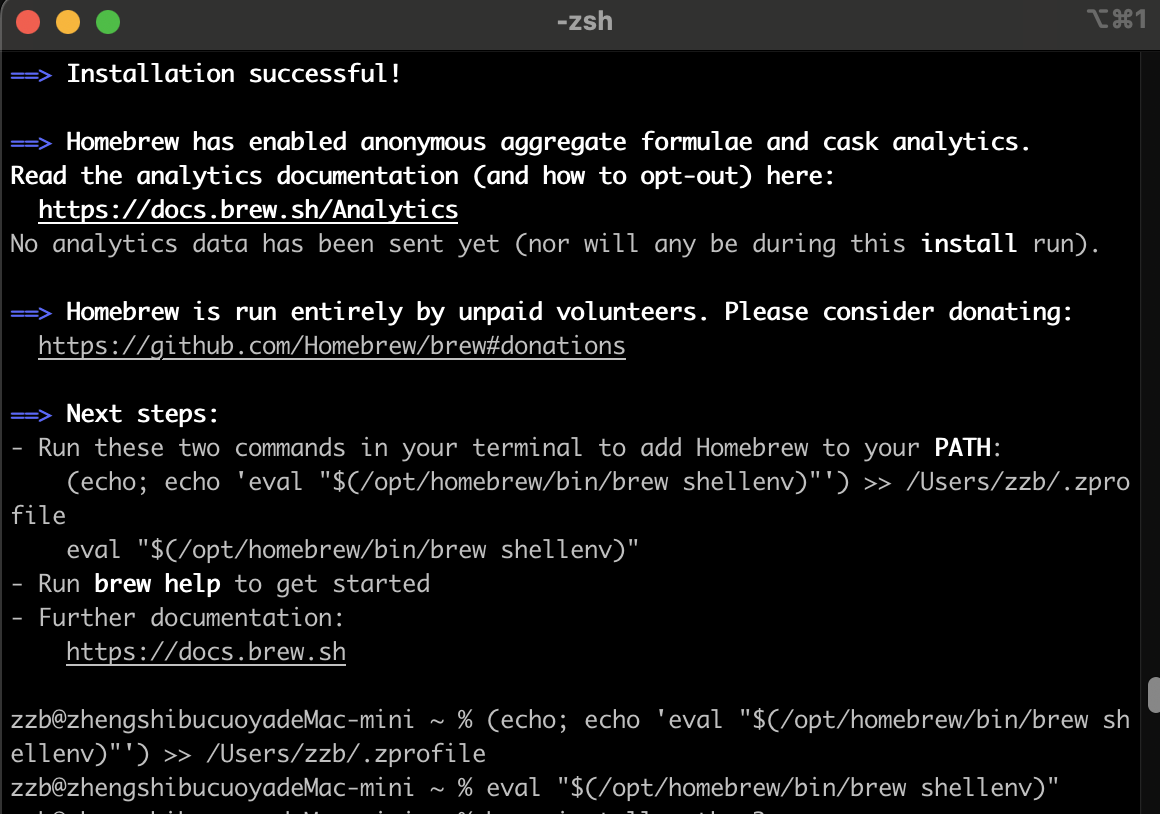 -zsh
⌥⌘1
==> Installation successful!
==> Homebrew has enabled anonymous aggregate formulae and cask analytics.
Read the analytics documentation (and how to opt-out) here:
  https://docs.brew.sh/Analytics
No analytics data has been sent yet (nor will any be during this install run).
==> Homebrew is run entirely by unpaid volunteers. Please consider donating:
  https://github.com/Homebrew/brew#donations
==> Next steps:
- Run these two commands in your terminal to add Homebrew to your PATH:
    (echo; echo 'eval "$(/opt/homebrew/bin/brew shellenv)"') >> /Users/zzb/.zpro
file
    eval "$(/opt/homebrew/bin/brew shellenv)"
- Run brew help to get started
- Further documentation:
    https://docs.brew.sh
zzb@zhengshibucuoyadeMac-mini ~ % (echo; echo 'eval "$(/opt/homebrew/bin/brew sh
ellenv)"') >> /Users/zzb/.zprofile
zzb@zhengshibucuoyadeMac-mini ~ % eval "$(/opt/homebrew/bin/brew shellenv)"